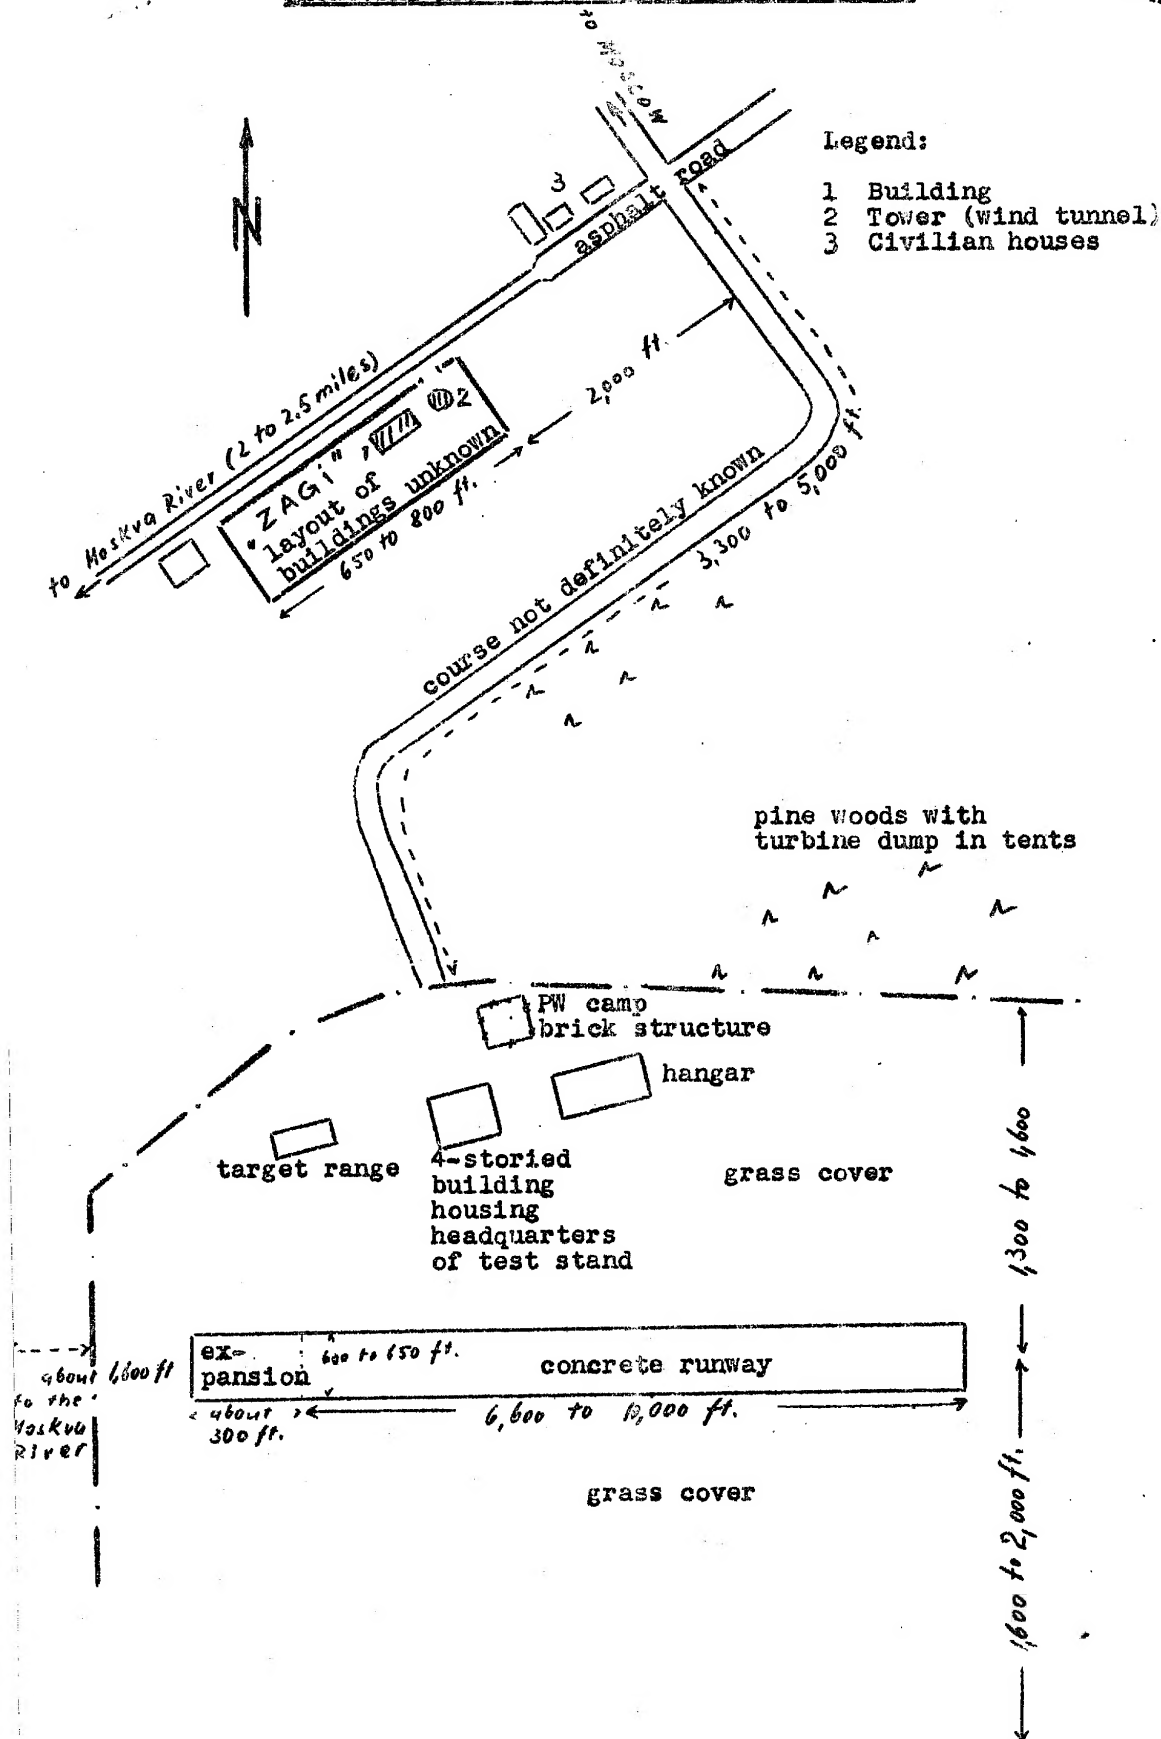 to Moscow
N
Legend:
1 Building
2 Tower (wind tunnel)
3 Civilian houses
3
asphalt road
to Moskva River (2 to 2.5 miles)
2,000 ft.
2
"ZAGi"
layout of
buildings unknown
650 to 800 ft.
course not definitely known
3,300 to 5,000 ft.
pine woods with
turbine dump in tents
PW camp
brick structure
hangar
target range
4-storied
building
housing
headquarters
of test stand
grass cover
1,300 to 1,600
ex-
pansion
600 to 650 ft.
concrete runway
about 1,600 ft
to the
Moskva
River
about
300 ft.
6,600 to 10,000 ft.
grass cover
1,600 to 2,000 ft.